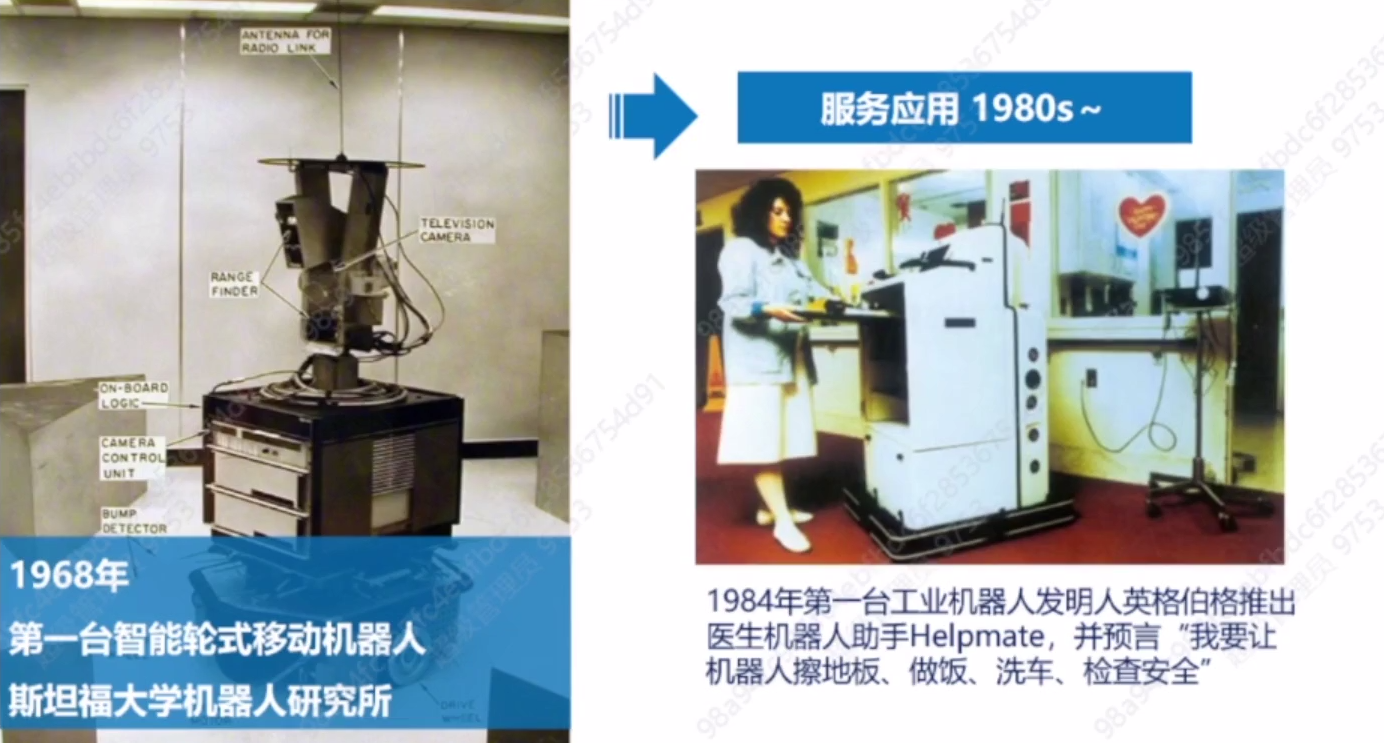 ANTENNA FOR
RADIO LINK
TELEVISION
CAMERA
RANGE
FINDER
ON-BOARD
LOGIC
CAMERA
CONTROL
UNIT
BUMP
DETECTOR
DRIVE
WHEEL
MOTOR
1968年
第一台智能轮式移动机器人
斯坦福大学机器人研究所
服务应用 1980s～
1984年第一台工业机器人发明人英格伯格推出
医生机器人助手Helpmate，并预言“我要让
机器人擦地板、做饭、洗车、检查安全”